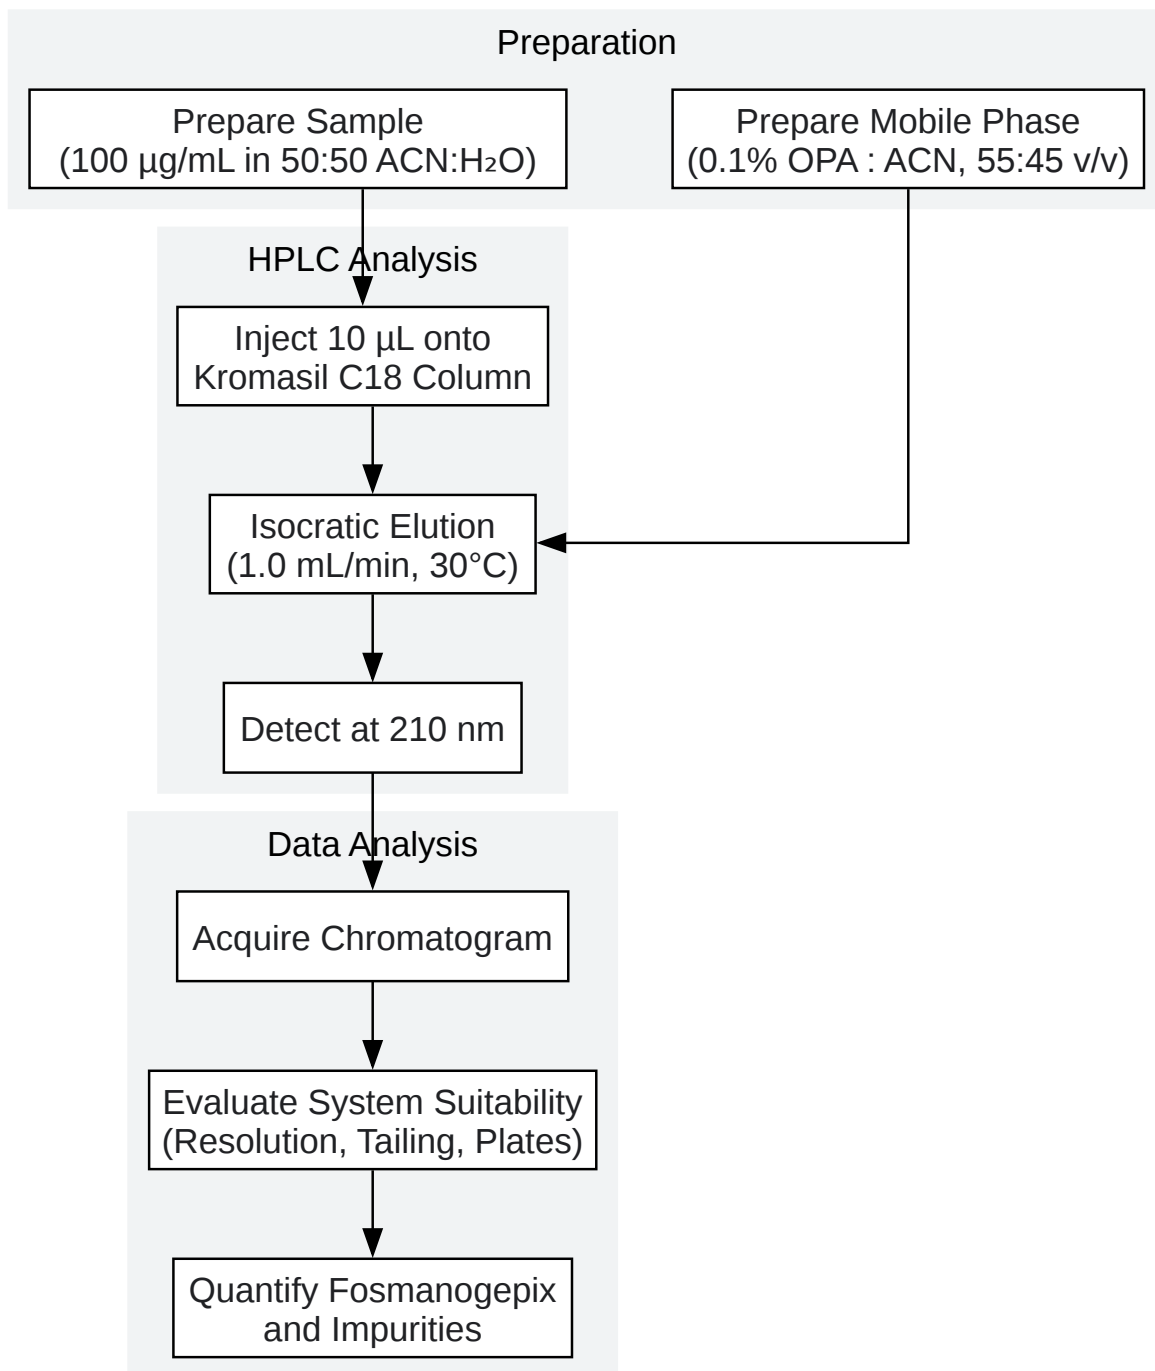 Preparation
Prepare Sample
(100 µg/mL in 50:50 ACN:H₂O)
Prepare Mobile Phase
(0.1% OPA : ACN, 55:45 v/v)
HPLC Analysis
Inject 10 µL onto
Kromasil C18 Column
Isocratic Elution
(1.0 mL/min, 30°C)
Detect at 210 nm
Data Analysis
Acquire Chromatogram
Evaluate System Suitability
(Resolution, Tailing, Plates)
Quantify Fosmanogepix
and Impurities